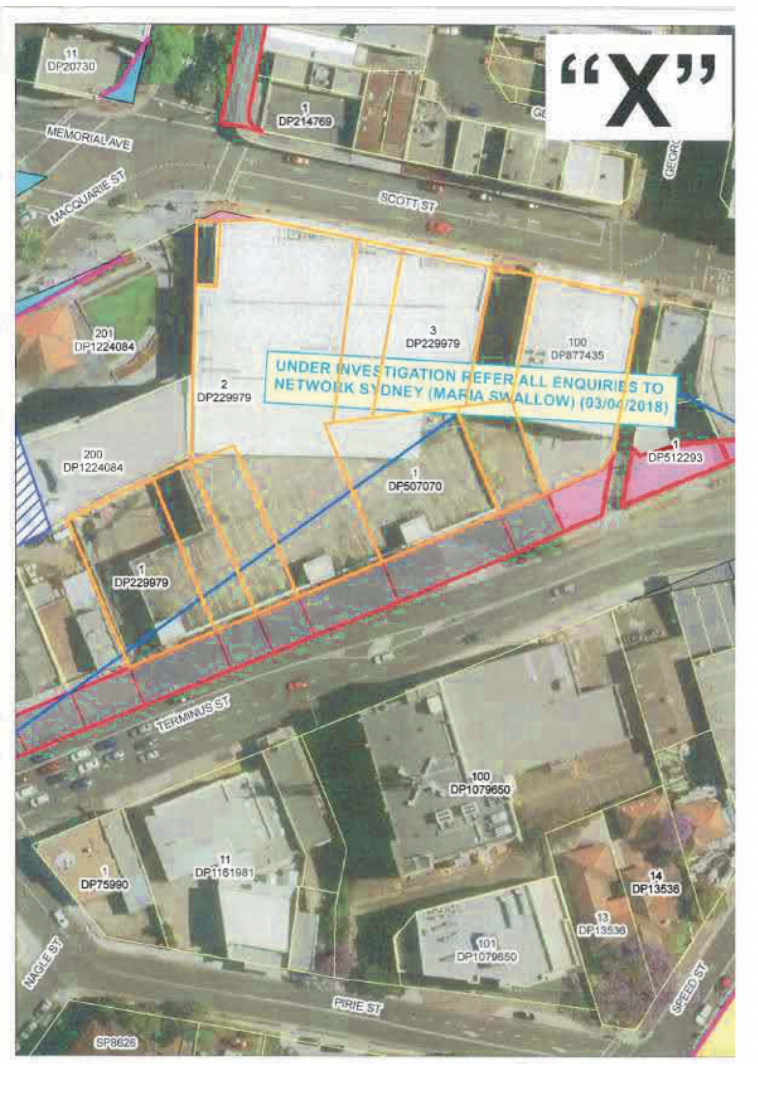 “X”
11
DP20730
1
DP214769
GE
MEMORIAL AVE
GEORG
MACQUARIE ST
SCOTT ST
201
DP1224084
3
DP229979
100
DP877435
UNDER INVESTIGATION REFER ALL ENQUIRIES TO
NETWORK SYDNEY (MARIA SWALLOW) (03/04/2018)
2
DP229979
200
DP1224084
1
DP512293
1
DP507070
1
DP229979
TERMINUS ST
100
DP1079650
1
DP75990
11
DP1161981
14
DP13536
13
DP13536
101
DP1079650
NAGLE ST
PIRIE ST
SPEED ST
SP8626